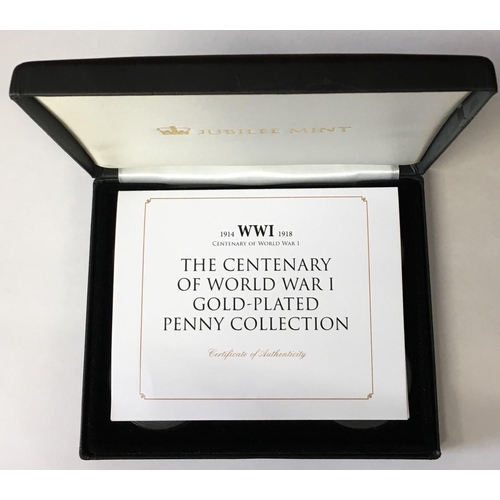 JUBILEE MINT
1914 WWI 1918
CENTENARY OF WORLD WAR I
THE CENTENARY
OF WORLD WAR I
GOLD-PLATED
PENNY COLLECTION
Certificate of Authenticity